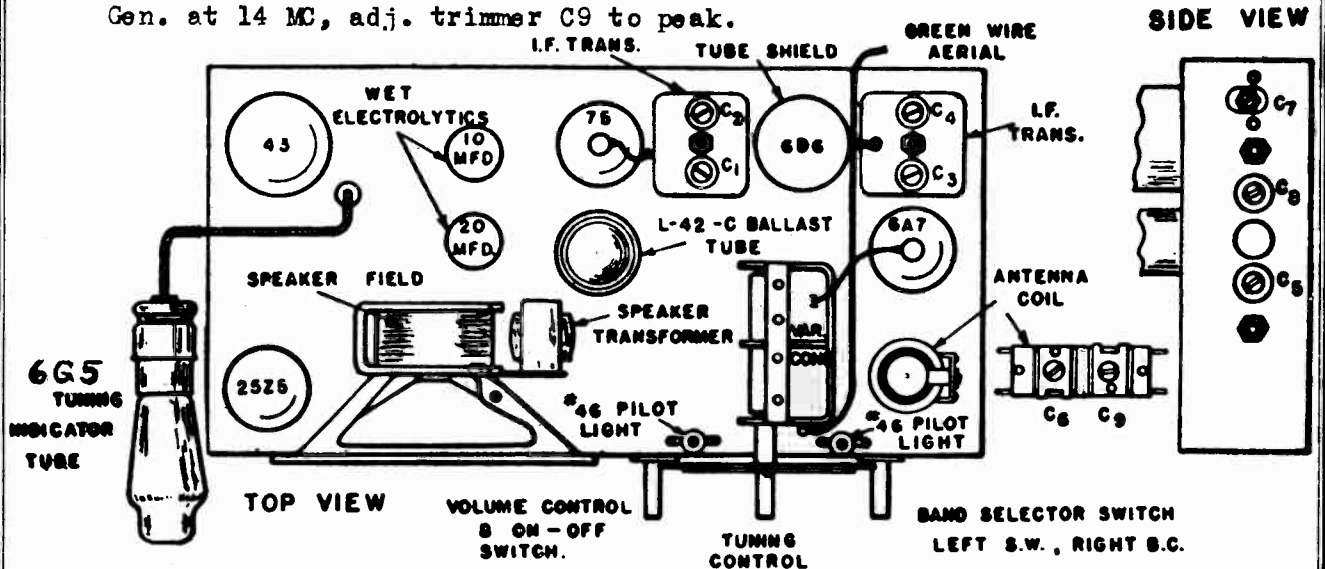 Gen. at 14 MC, adj. trimmer C9 to peak.
SIDE VIEW
I.F. TRANS.
TUBE SHIELD
GREEN WIRE
AERIAL
WET
ELECTROLYTICS
43
10
MFD
75
C2
C1
6D6
C4
C3
I.F.
TRANS.
C7
C8
C5
20
MFD
L-42-C BALLAST
TUBE
6A7
SPEAKER FIELD
SPEAKER
TRANSFORMER
VAR.
COND.
ANTENNA
COIL
C6 C9
6G5
TUNING
INDICATOR
TUBE
25Z5
#46 PILOT
LIGHT
#46 PILOT
LIGHT
TOP VIEW
VOLUME CONTROL
& ON-OFF
SWITCH.
TUNING
CONTROL
BAND SELECTOR SWITCH
LEFT S.W., RIGHT B.C.